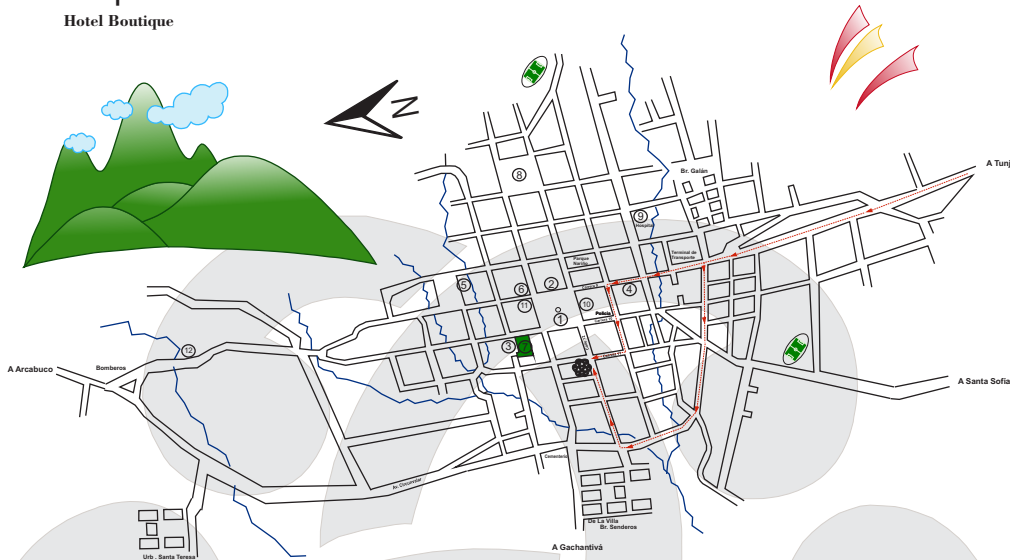 Hotel Boutique
N
A Tunj
Br. Galán
8
9
Hospital
Terminal de
Transporte
Parque
Nariño
5
6
2
4
11
10
Policía
1
3
7
12
A Arcabuco
Bomberos
A Santa Sofía
Cementerio
Av. Circunvalar
De La Villa
Br. Senderos
A Gachantivá
Urb . Santa Teresa